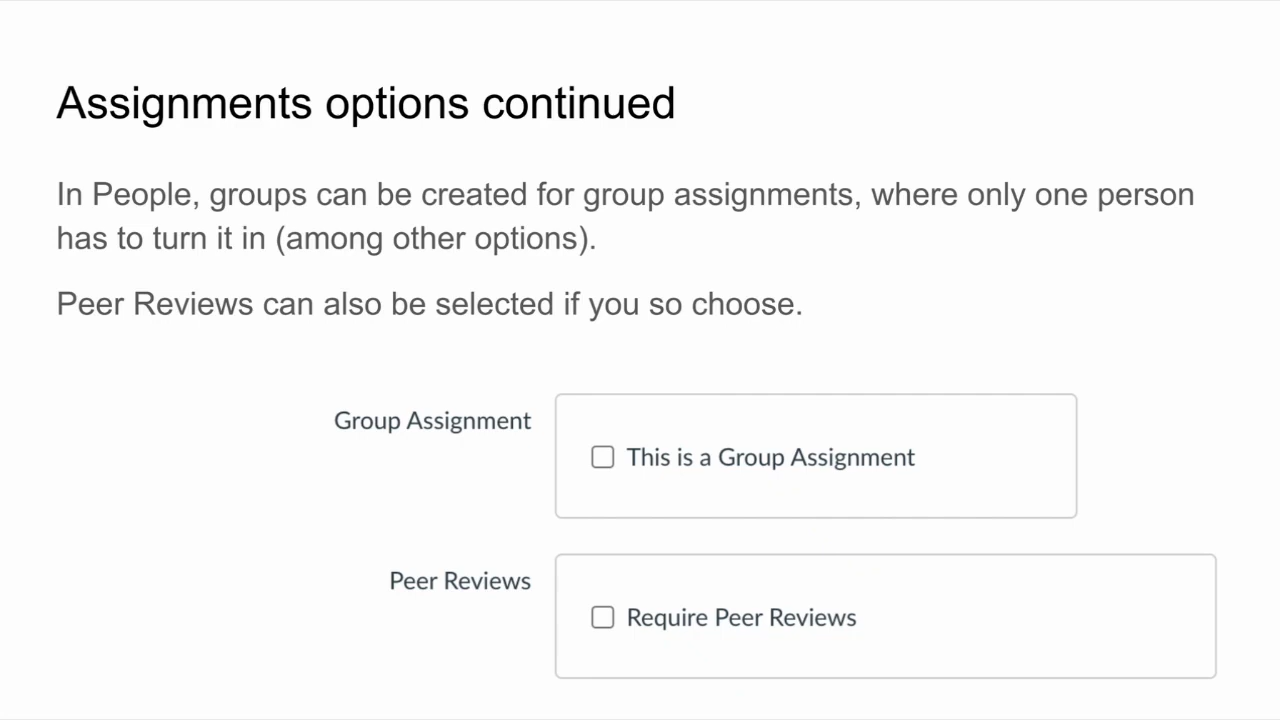 Assignments options continued
In People, groups can be created for group assignments, where only one person
has to turn it in (among other options).
Peer Reviews can also be selected if you so choose.
Group Assignment
This is a Group Assignment
Peer Reviews
Require Peer Reviews